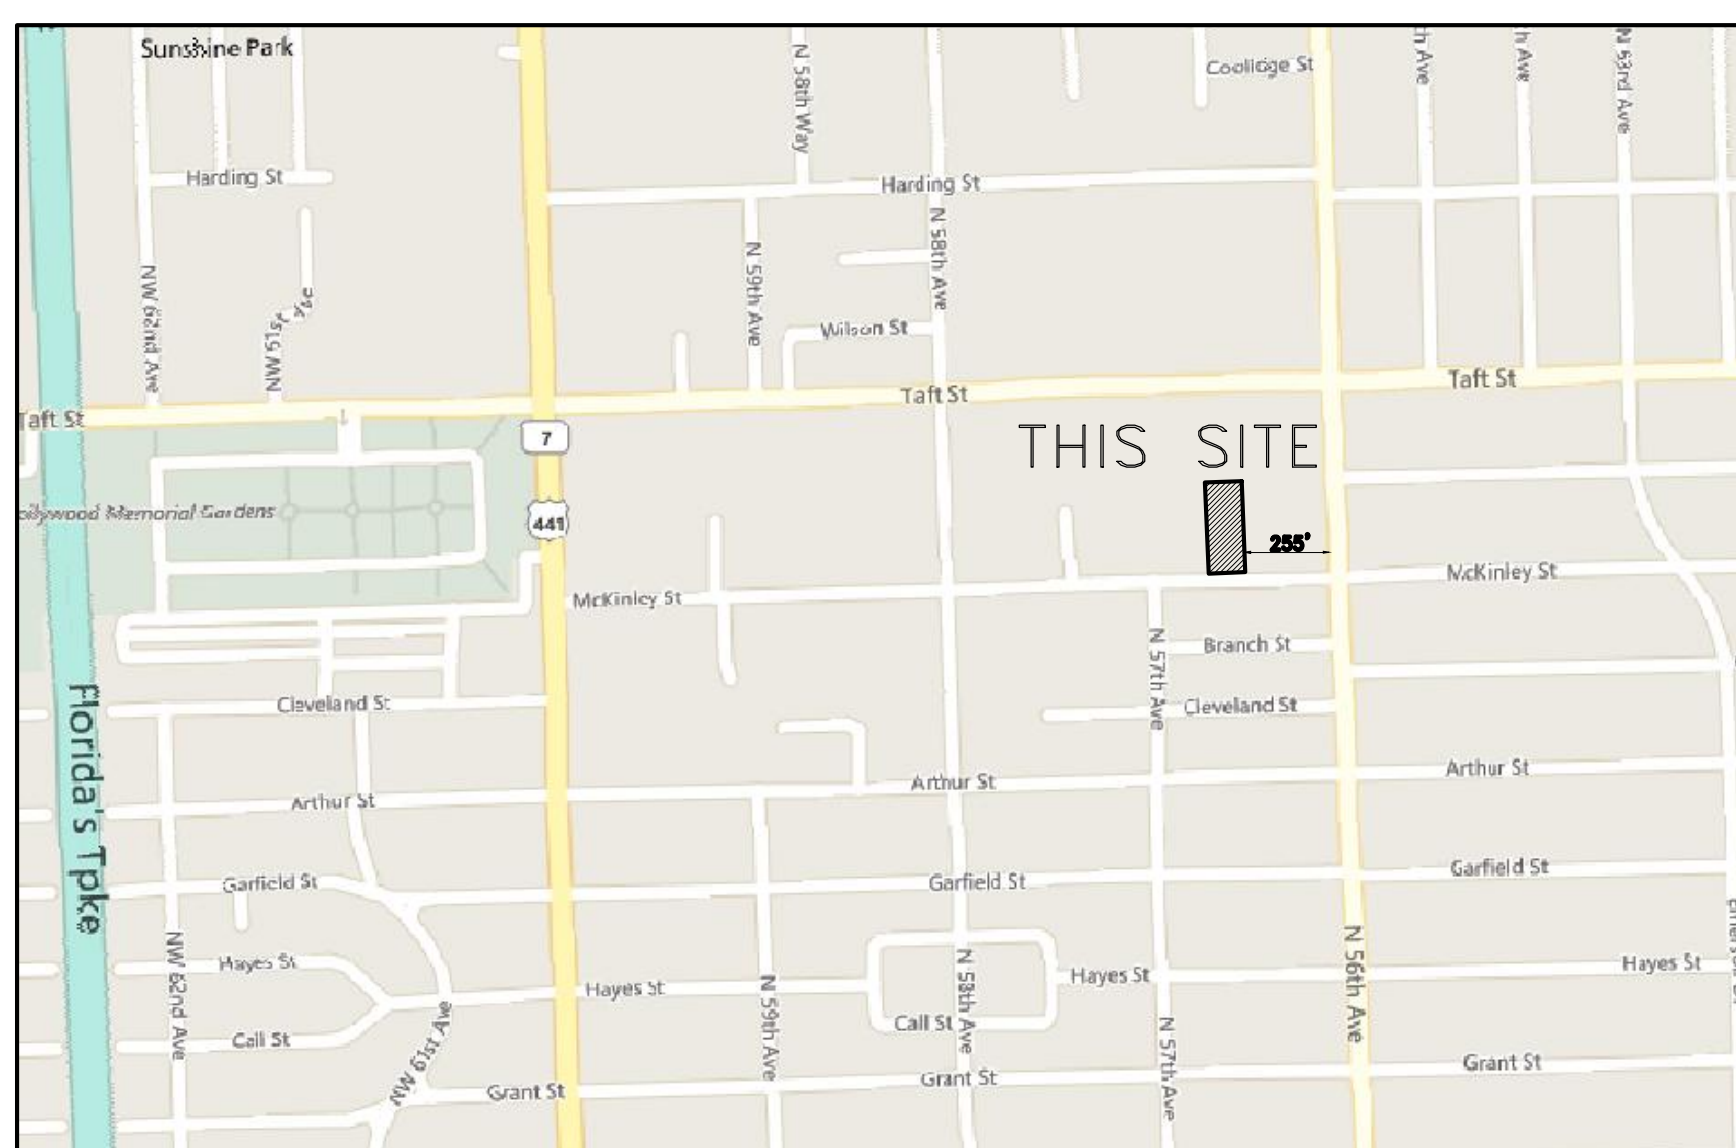 Sunshine Park
N 58th Way
Coolidge St
th Ave
h Ave
N 53rd Ave
Harding St
Harding St
NW 62nd Ave
NW 61st Ave
N 59th Ave
N 58th Ave
Wilson St
Taft St
Taft St
Taft St
THIS SITE
7
441
ollywood Memorial Gardens
255'
McKinley St
McKinley St
N 57th Ave
Branch St
Florida's Tpke
Cleveland St
Cleveland St
Arthur St
Arthur St
Arthur St
Garfield St
Garfield St
Garfield St
NW 62nd Ave
Hayes St
Hayes St
Hayes St
Hayes St
N 59th Ave
N 58th Ave
N 56th Ave
Call St
Call St
NW 61st Ave
N 57th Ave
Grant St
Grant St
Grant St